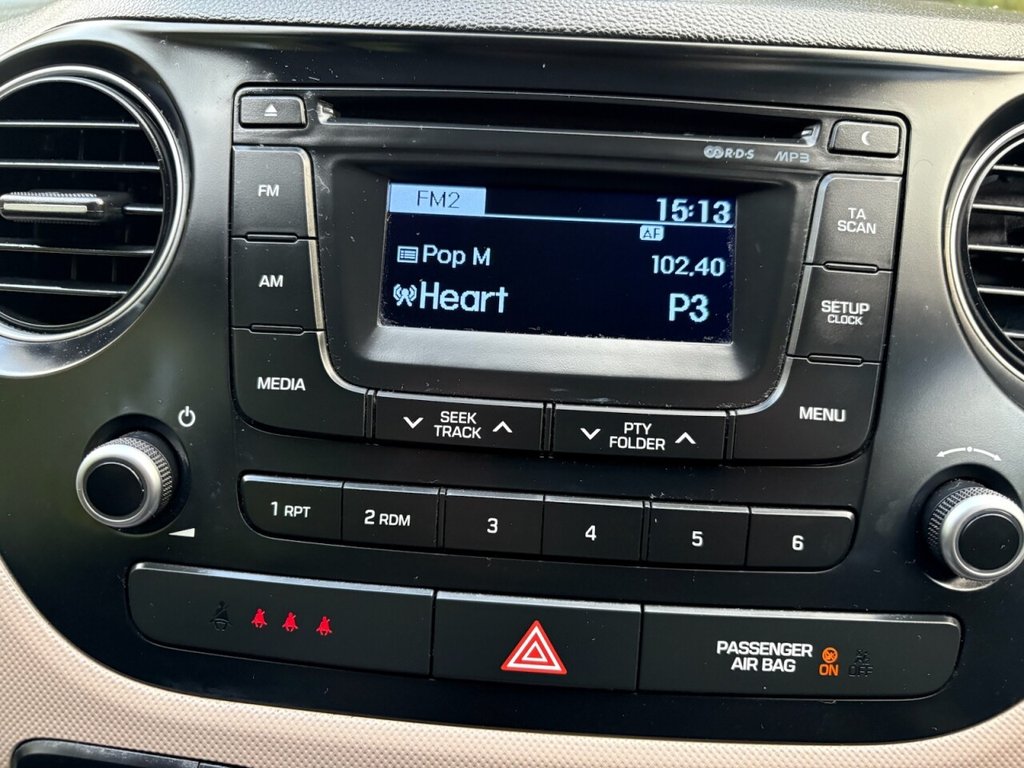 RDS MP3
FM
AM
MEDIA
FM2 15:13
AF
Pop M 102.40
Heart P3
TA
SCAN
SETUP
CLOCK
MENU
SEEK
TRACK
PTY
FOLDER
1 RPT
2 RDM
3
4
5
6
PASSENGER
AIR BAG
ON
OFF